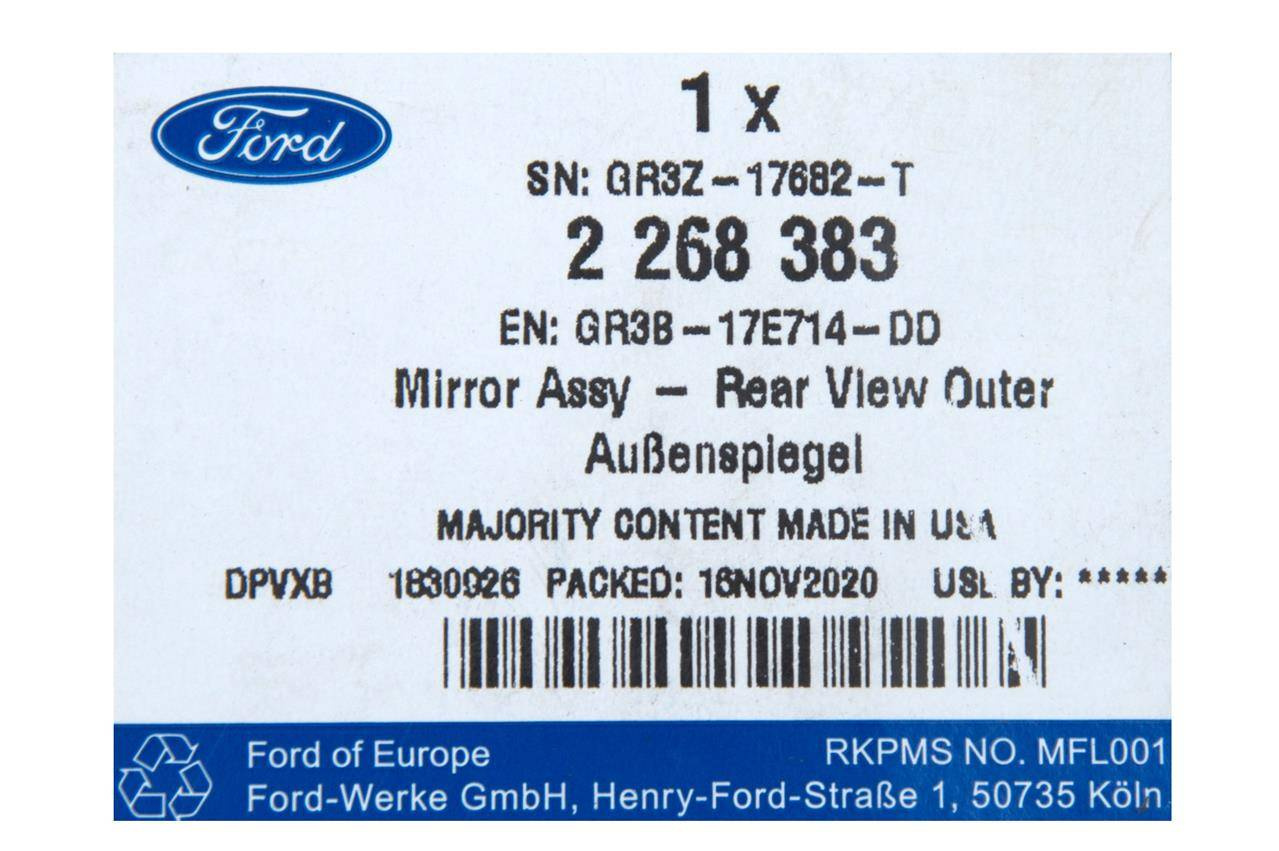 Ford
1 x
SN: GR3Z-17682-T
2 268 383
EN: GR3B-17E714-DD
Mirror Assy - Rear View Outer
Außenspiegel
MAJORITY CONTENT MADE IN USA
DPVXB 1830926 PACKED: 16NOV2020 USE BY: *****
Ford of Europe RKPMS NO. MFL001
Ford-Werke GmbH, Henry-Ford-Straße 1, 50735 Köln